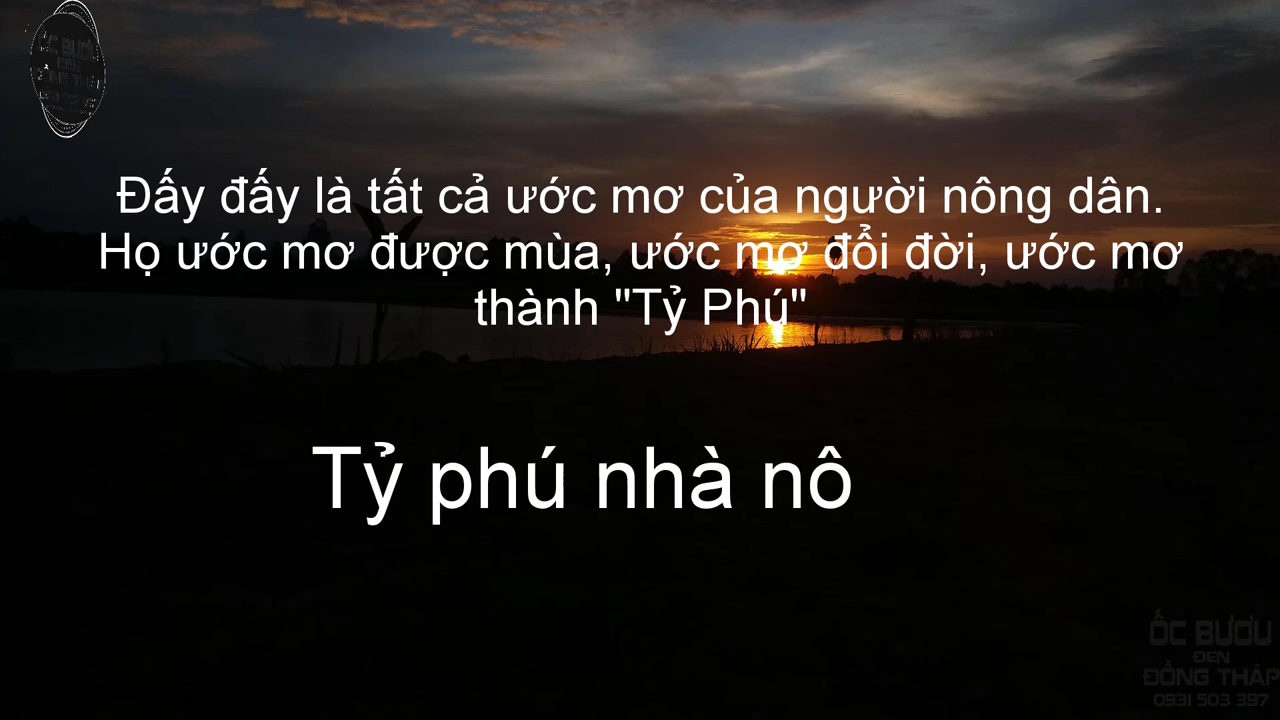 Đấy đấy là tất cả ước mơ của người nông dân.
Họ ước mơ được mùa, ước mơ đổi đời, ước mơ
thành "Tỷ Phú"
Tỷ phú nhà nô
ỐC BƯƠU
ĐEN
ĐỒNG THÁP
0931 503 397